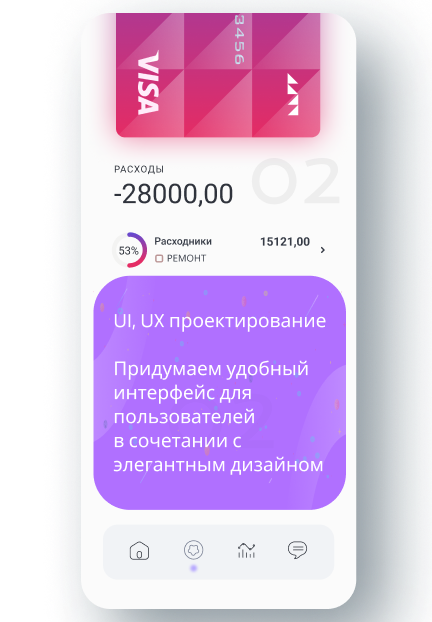 3456
VISA
02
РАСХОДЫ
-28000,00
53%
Расходники
15121,00
РЕМОНТ
UI, UX проектирование
Придумаем удобный
интерфейс для
пользователей
в сочетании с
элегантным дизайном